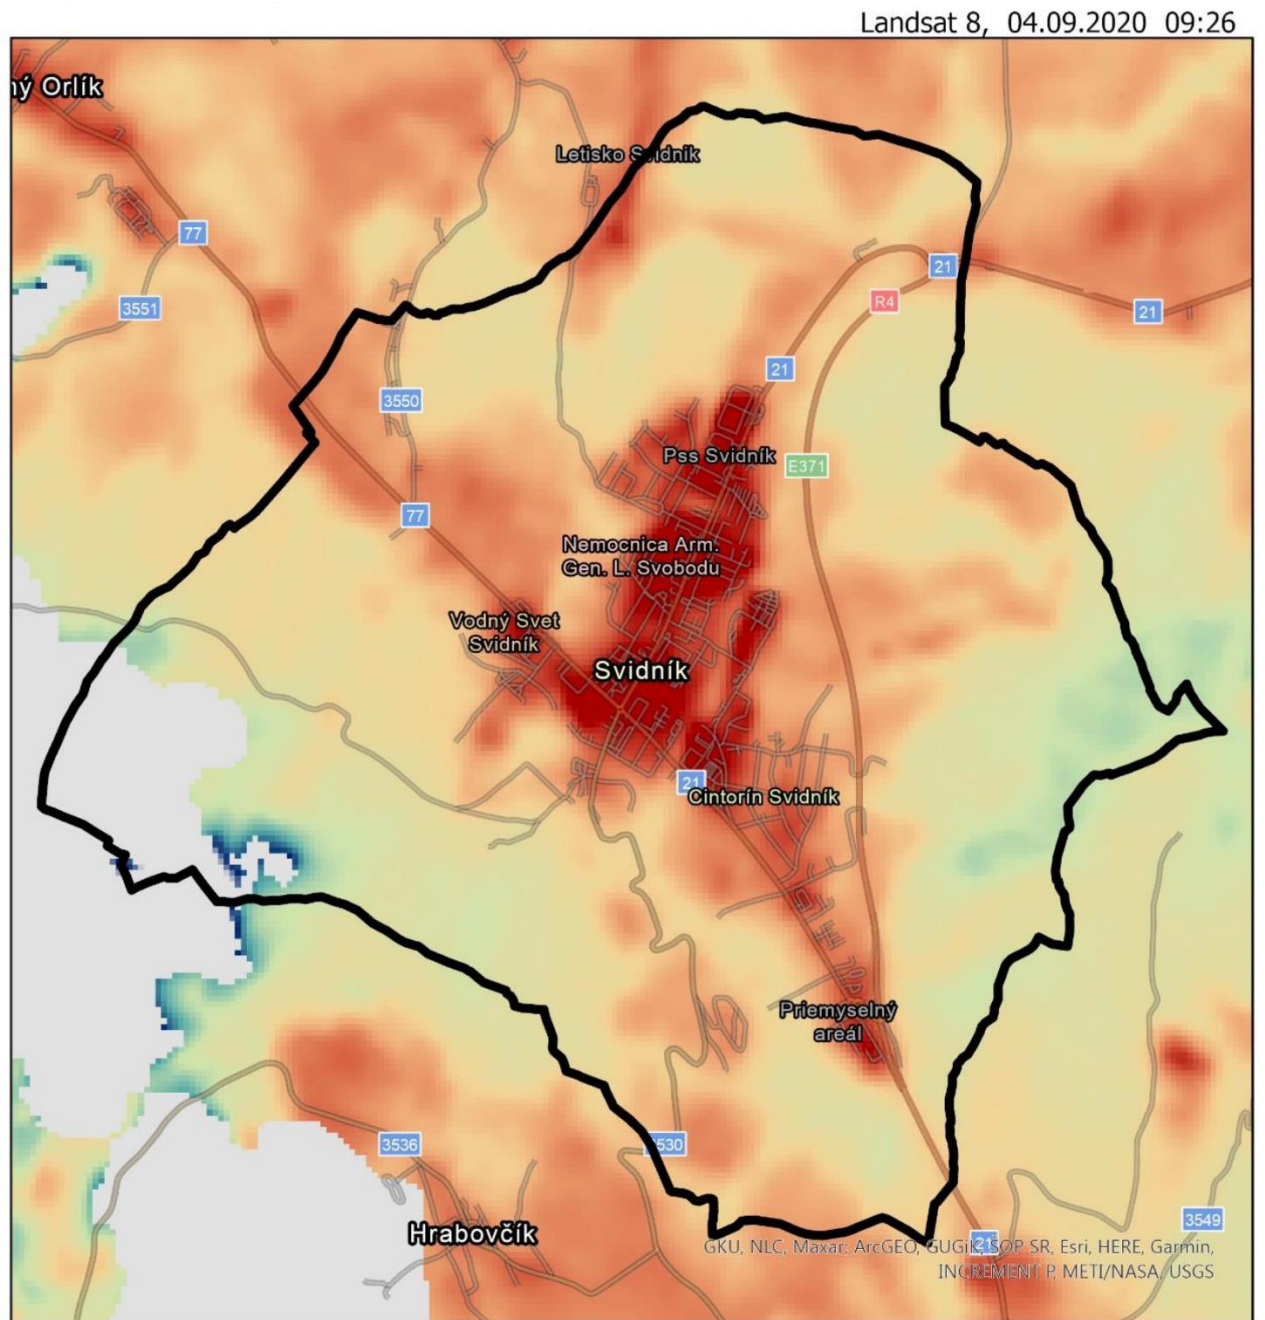 Landsat 8, 04.09.2020 09:26
ný Orlík
Letisko Svidník
77
21
R4
3551
21
21
3550
Pss Svidník
E371
77
Nemocnica Arm.
Gen. L. Svobodu
Vodný Svet
Svidník
Svidník
21
Cintorín Svidník
Priemyselný
areál
3536
3530
3549
Hrabovčík
21
GKU, NLC, Maxar, ArcGEO, GUGiK, SOP SR, Esri, HERE, Garmin,
INCREMENT P, METI/NASA, USGS